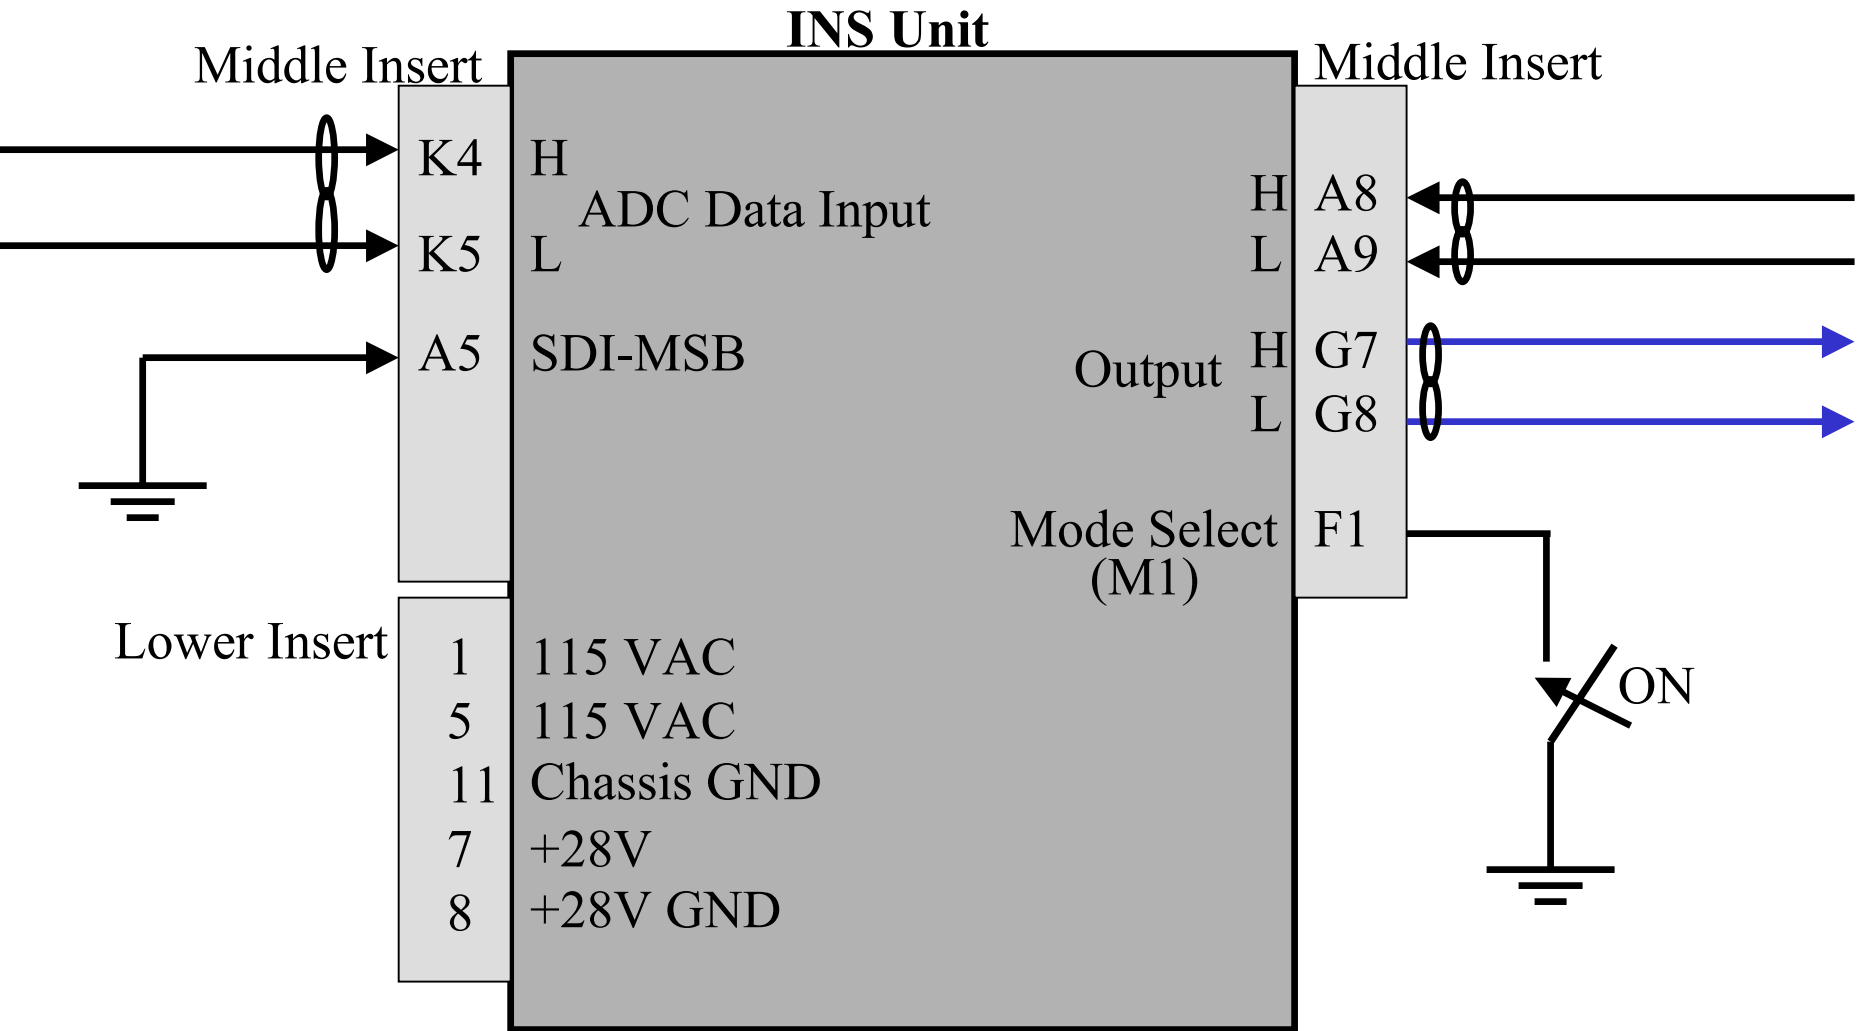 INS Unit
Middle Insert
Middle Insert
K4 H
ADC Data Input
K5 L
A5 SDI-MSB
H A8
L A9
H G7
Output
L G8
Mode Select F1
(M1)
ON
Lower Insert
1 115 VAC
5 115 VAC
11 Chassis GND
7 +28V
8 +28V GND